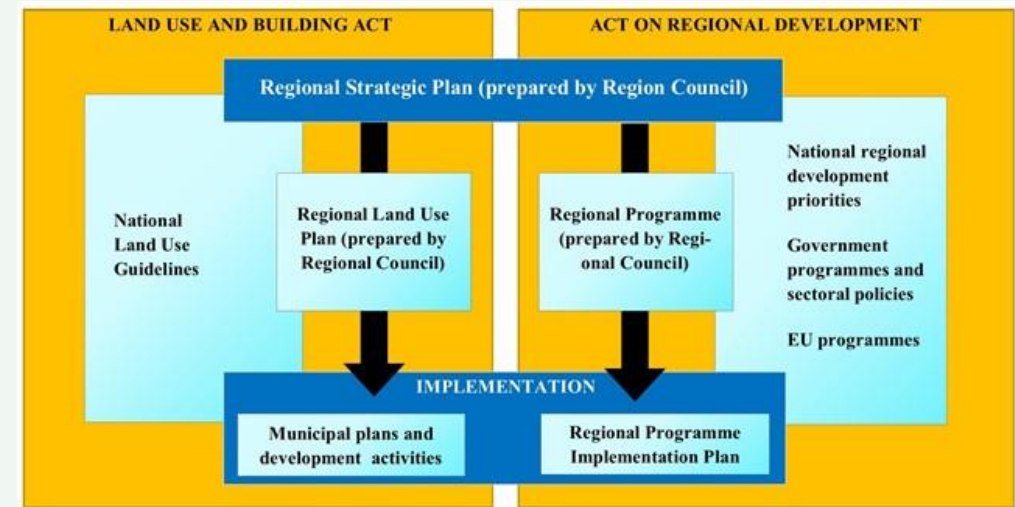 LAND USE AND BUILDING ACT
ACT ON REGIONAL DEVELOPMENT
Regional Strategic Plan (prepared by Region Council)
National
Land Use
Guidelines
Regional Land Use
Plan (prepared by
Regional Council)
Regional Programme
(prepared by Regi-
onal Council)
National regional
development
priorities
Government
programmes and
sectoral policies
EU programmes
IMPLEMENTATION
Municipal plans and
development activities
Regional Programme
Implementation Plan